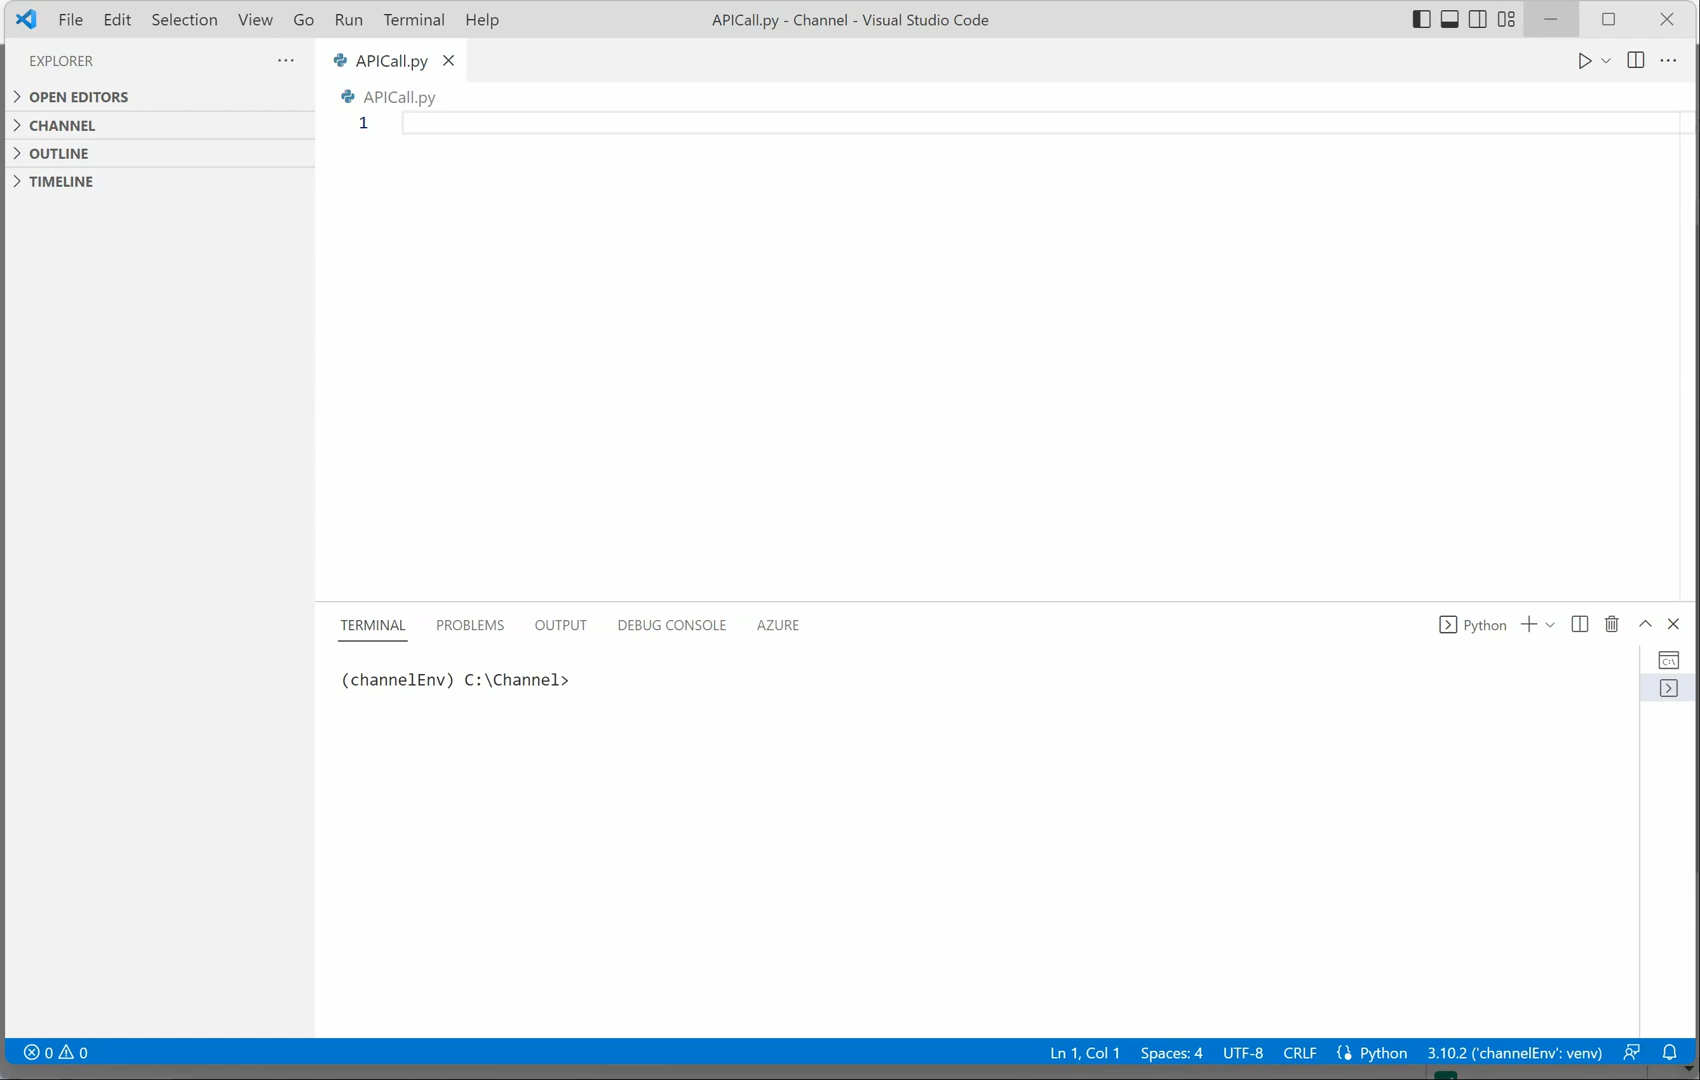 File Edit Selection View Go Run Terminal Help
APICall.py - Channel - Visual Studio Code
EXPLORER
OPEN EDITORS
CHANNEL
OUTLINE
TIMELINE
APICall.py
APICall.py
1
TERMINAL PROBLEMS OUTPUT DEBUG CONSOLE AZURE
Python
(channelEnv) C:\Channel>
0 0
Ln 1, Col 1 Spaces: 4 UTF-8 CRLF Python 3.10.2 ('channelEnv': venv)